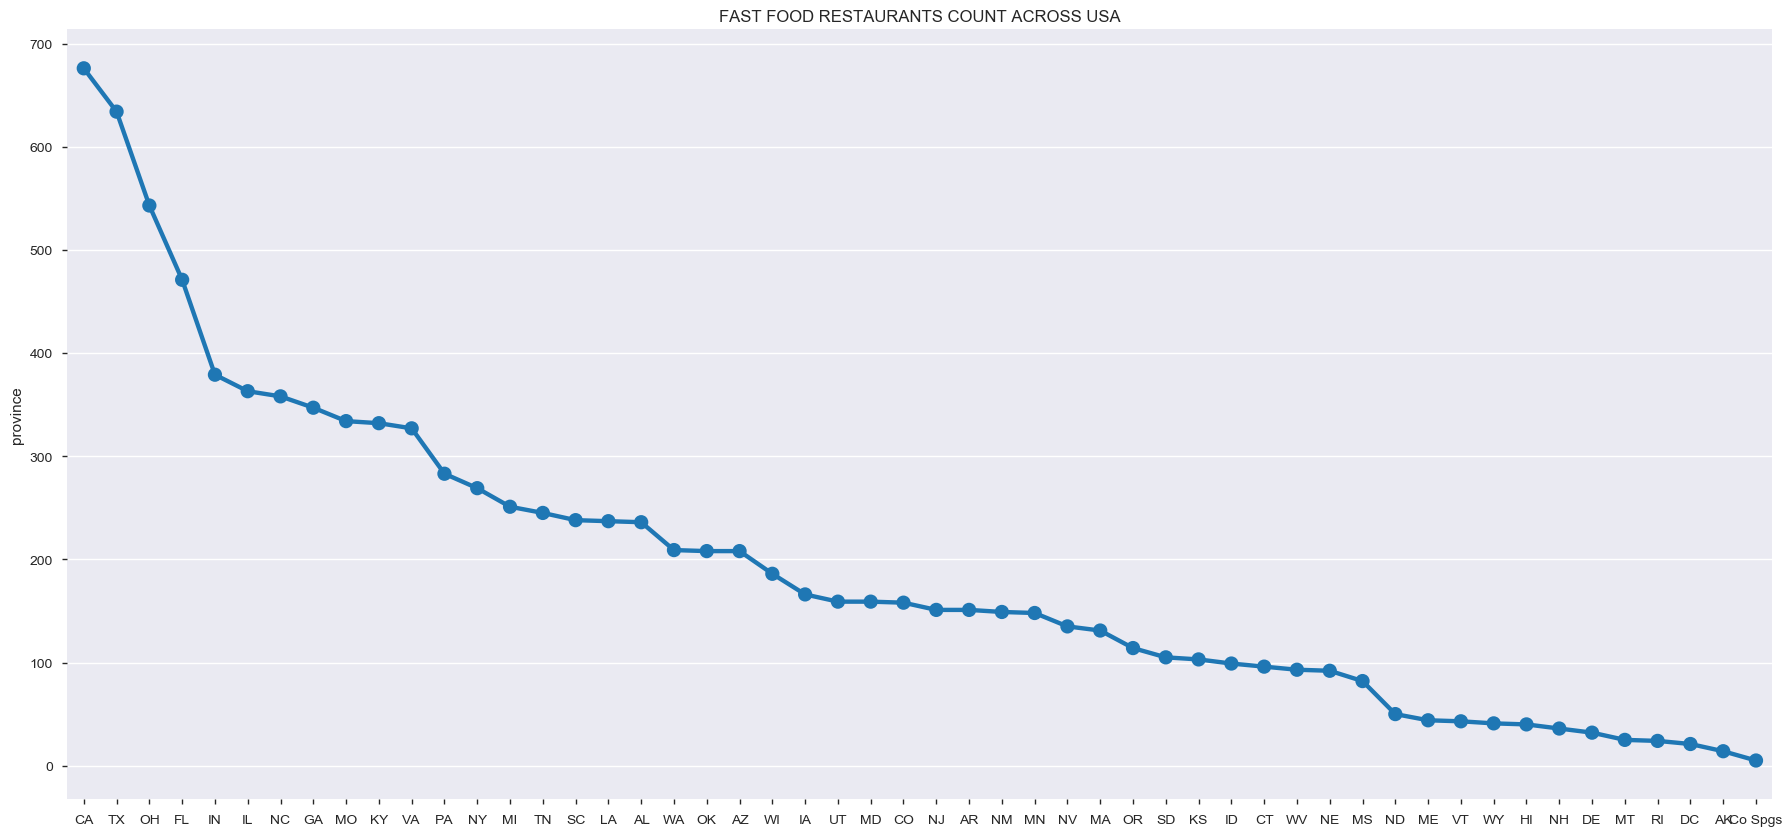 FAST FOOD RESTAURANTS COUNT ACROSS USA
700
600
500
400
300
200
100
0
province
CA TX OH FL IN IL NC GA MO KY VA PA NY MI TN SC LA AL WA OK AZ WI IA UT MD CO NJ AR NM MN NV MA OR SD KS ID CT WV NE MS ND ME VT WY HI NH DE MT RI DC AK Co Spgs